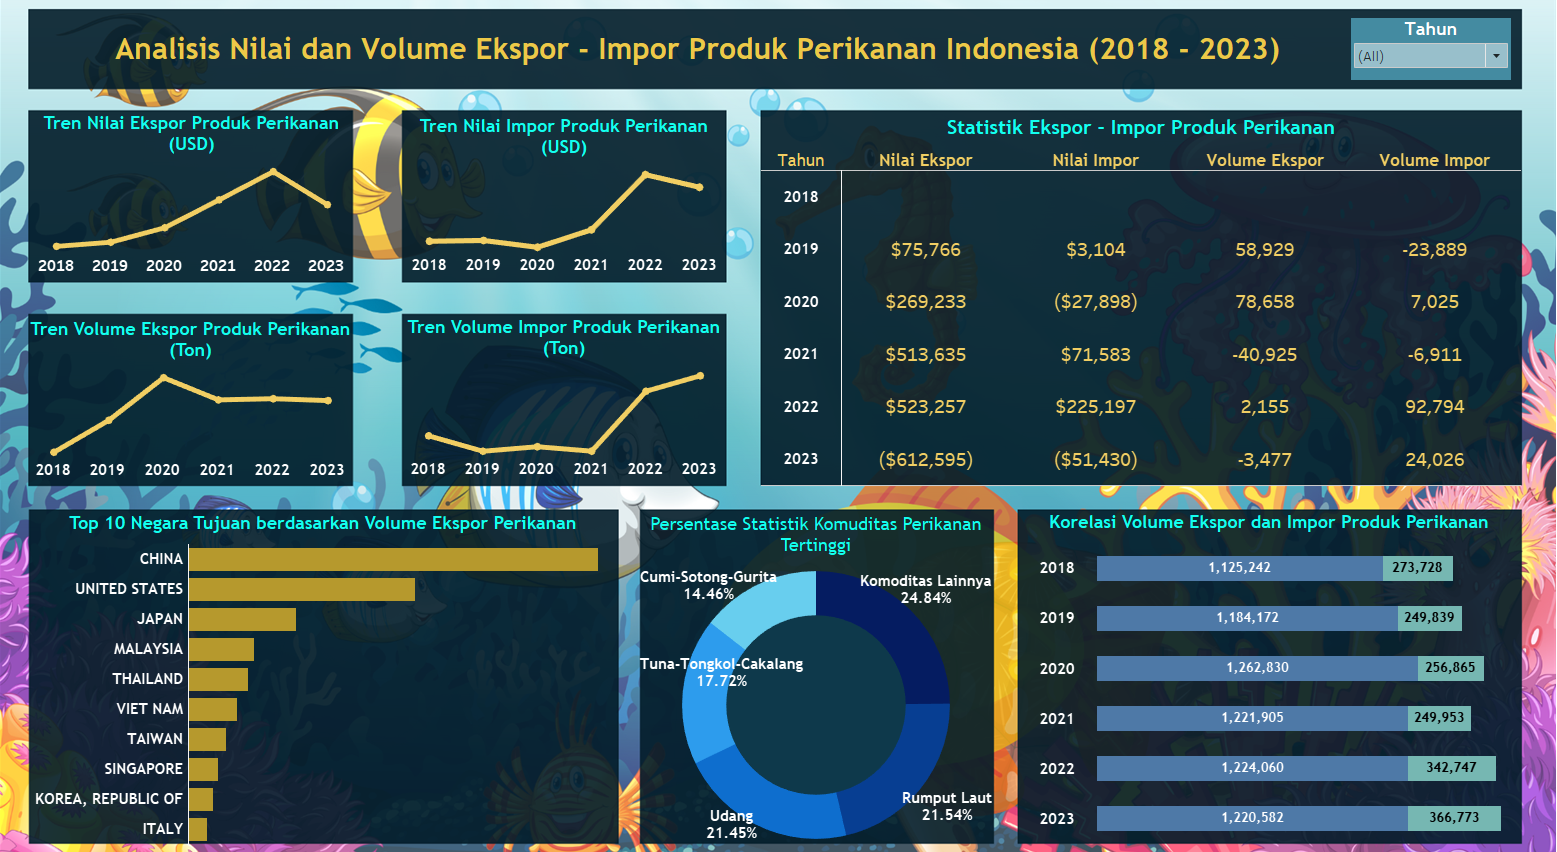 Analisis Nilai dan Volume Ekspor - Impor Produk Perikanan Indonesia (2018 - 2023)
Tahun
(All)
Tren Nilai Ekspor Produk Perikanan
(USD)
2018 2019 2020 2021 2022 2023
Tren Nilai Impor Produk Perikanan
(USD)
2018 2019 2020 2021 2022 2023
Tren Volume Ekspor Produk Perikanan
(Ton)
2018 2019 2020 2021 2022 2023
Tren Volume Impor Produk Perikanan
(Ton)
2018 2019 2020 2021 2022 2023
Statistik Ekspor - Impor Produk Perikanan
Tahun Nilai Ekspor Nilai Impor Volume Ekspor Volume Impor
2018
2019 $75,766 $3,104 58,929 -23,889
2020 $269,233 ($27,898) 78,658 7,025
2021 $513,635 $71,583 -40,925 -6,911
2022 $523,257 $225,197 2,155 92,794
2023 ($612,595) ($51,430) -3,477 24,026
Top 10 Negara Tujuan berdasarkan Volume Ekspor Perikanan
CHINA
UNITED STATES
JAPAN
MALAYSIA
THAILAND
VIET NAM
TAIWAN
SINGAPORE
KOREA, REPUBLIC OF
ITALY
Persentase Statistik Komuditas Perikanan
Tertinggi
Cumi-Sotong-Gurita
14.46%
Komoditas Lainnya
24.84%
Tuna-Tongkol-Cakalang
17.72%
Rumput Laut
21.54%
Udang
21.45%
Korelasi Volume Ekspor dan Impor Produk Perikanan
2018 1,125,242 273,728
2019 1,184,172 249,839
2020 1,262,830 256,865
2021 1,221,905 249,953
2022 1,224,060 342,747
2023 1,220,582 366,773